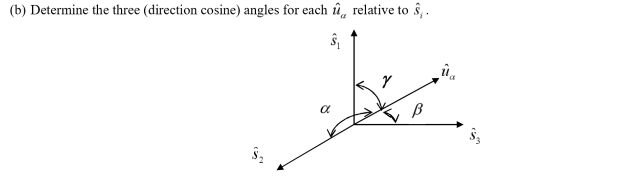 (b) Determine the three (direction cosine) angles for each û_α relative to ŝ_i .
ŝ_1
γ
û_α
α
β
ŝ_3
ŝ_2